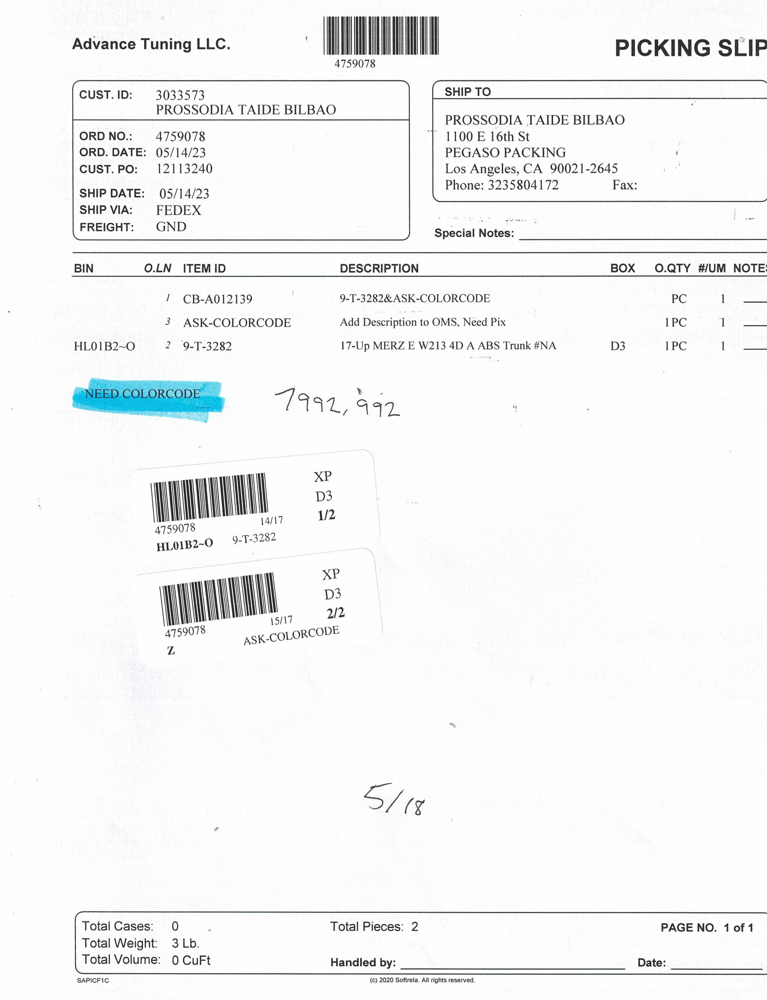 Advance Tuning LLC.
4759078
PICKING SLIP
CUST. ID: 3033573
PROSSODIA TAIDE BILBAO
ORD NO.: 4759078
ORD. DATE: 05/14/23
CUST. PO: 12113240
SHIP DATE: 05/14/23
SHIP VIA: FEDEX
FREIGHT: GND
SHIP TO
PROSSODIA TAIDE BILBAO
1100 E 16th St
PEGASO PACKING
Los Angeles, CA 90021-2645
Phone: 3235804172 Fax:
Special Notes:
BIN O.LN ITEM ID DESCRIPTION BOX O.QTY #/UM NOTES
1 CB-A012139 9-T-3282&ASK-COLORCODE PC 1
3 ASK-COLORCODE Add Description to OMS, Need Pix 1PC 1
HL01B2~O 2 9-T-3282 17-Up MERZ E W213 4D A ABS Trunk #NA D3 1PC 1
NEED COLORCODE 7992, 992
XP
D3
1/2
4759078 14/17
HL01B2~O 9-T-3282
XP
D3
2/2
4759078 15/17
Z ASK-COLORCODE
5/18
Total Cases: 0 Total Pieces: 2 PAGE NO. 1 of 1
Total Weight: 3 Lb.
Total Volume: 0 CuFt Handled by: Date:
SAPICF1C (c) 2020 Softrela. All rights reserved.